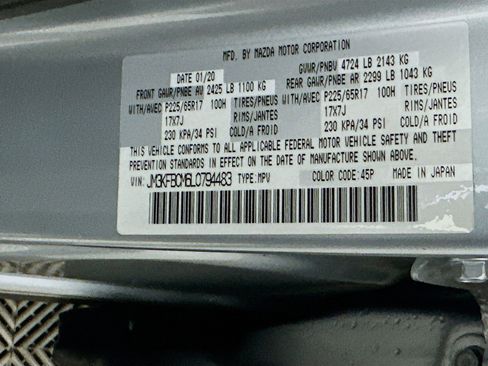 MFD. BY MAZDA MOTOR CORPORATION
DATE 01/20 GVWR/PNBV 4724 LB 2143 KG
FRONT GAWR/PNBE AV 2425 LB 1100 KG REAR GAWR/PNBE AR 2299 LB 1043 KG
WITH/AVEC P225/65R17 100H TIRES/PNEUS WITH/AVEC P225/65R17 100H TIRES/PNEUS
17X7J RIMS/JANTES 17X7J RIMS/JANTES
230 KPA/34 PSI COLD/A FROID 230 KPA/34 PSI COLD/A FROID
THIS VEHICLE CONFORMS TO ALL APPLICABLE FEDERAL MOTOR VEHICLE SAFETY AND THEFT
PREVENTION STANDARDS IN EFFECT ON THE DATE OF MANUFACTURE SHOWN ABOVE.
VIN: JM3KFBCM6L0794483 TYPE: MPV COLOR CODE: 45P MADE IN JAPAN